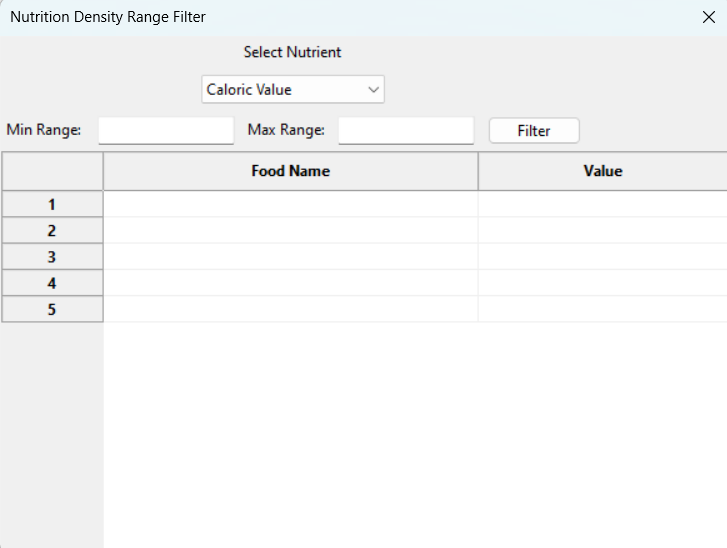 Nutrition Density Range Filter
Select Nutrient
Caloric Value
Min Range: Max Range: Filter
Food Name Value
1
2
3
4
5